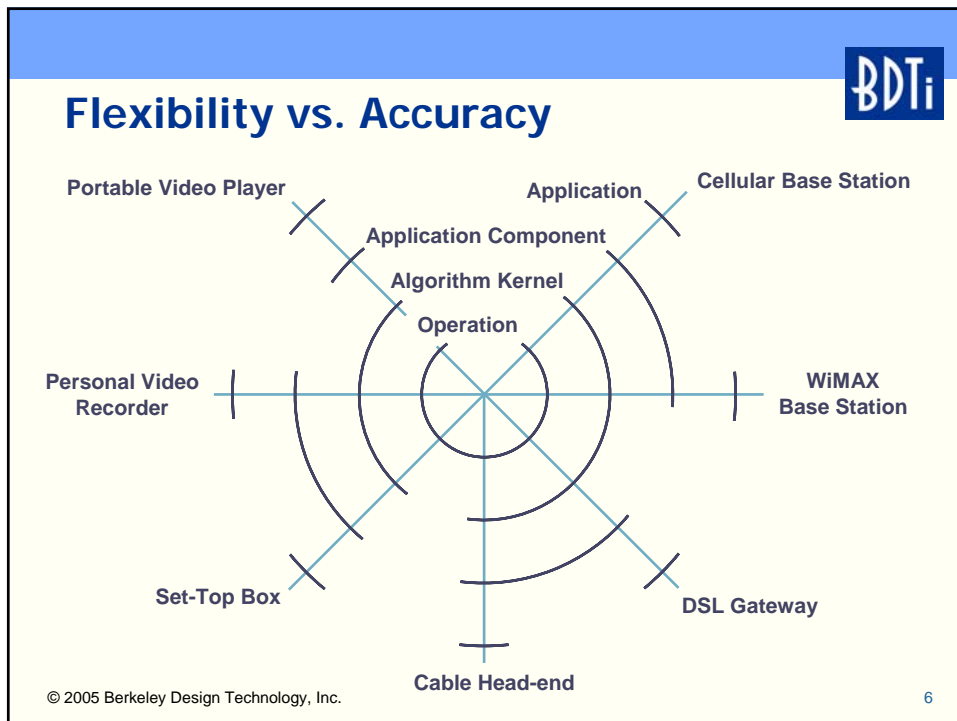 BDTi
Flexibility vs. Accuracy
Portable Video Player
Application
Cellular Base Station
Application Component
Algorithm Kernel
Operation
Personal Video
Recorder
WiMAX
Base Station
Set-Top Box
DSL Gateway
Cable Head-end
© 2005 Berkeley Design Technology, Inc.
6